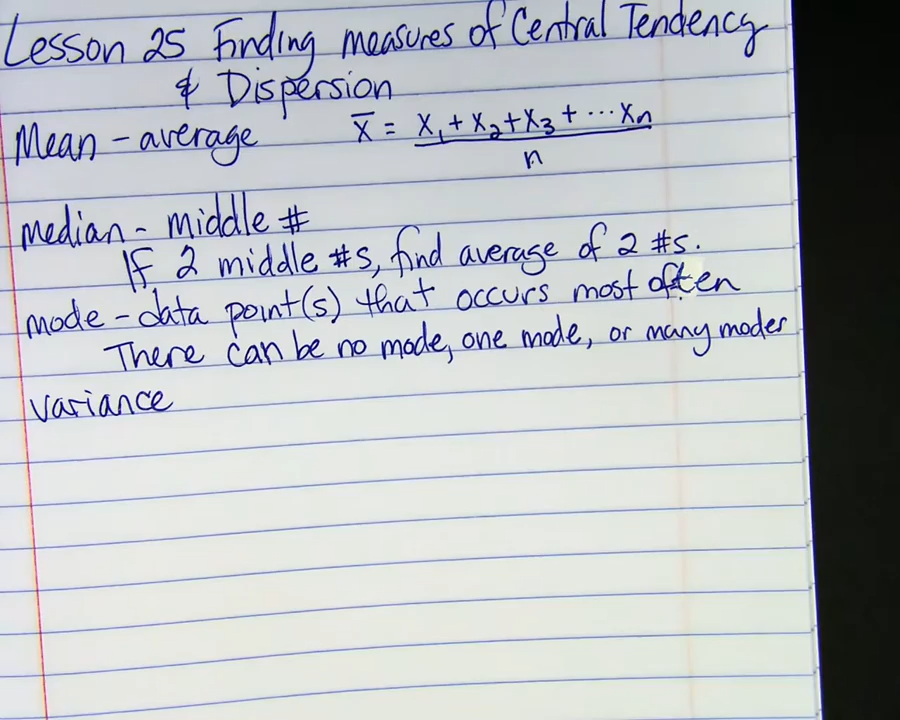 Lesson 25 Finding measures of Central Tendency
& Dispersion
Mean - average x̄ = x₁ + x₂ + x₃ + ⋯ xₙ / n
median - middle #
If 2 middle #s, find average of 2 #s.
mode - data point(s) that occurs most often
There can be no mode, one mode, or many modes
variance